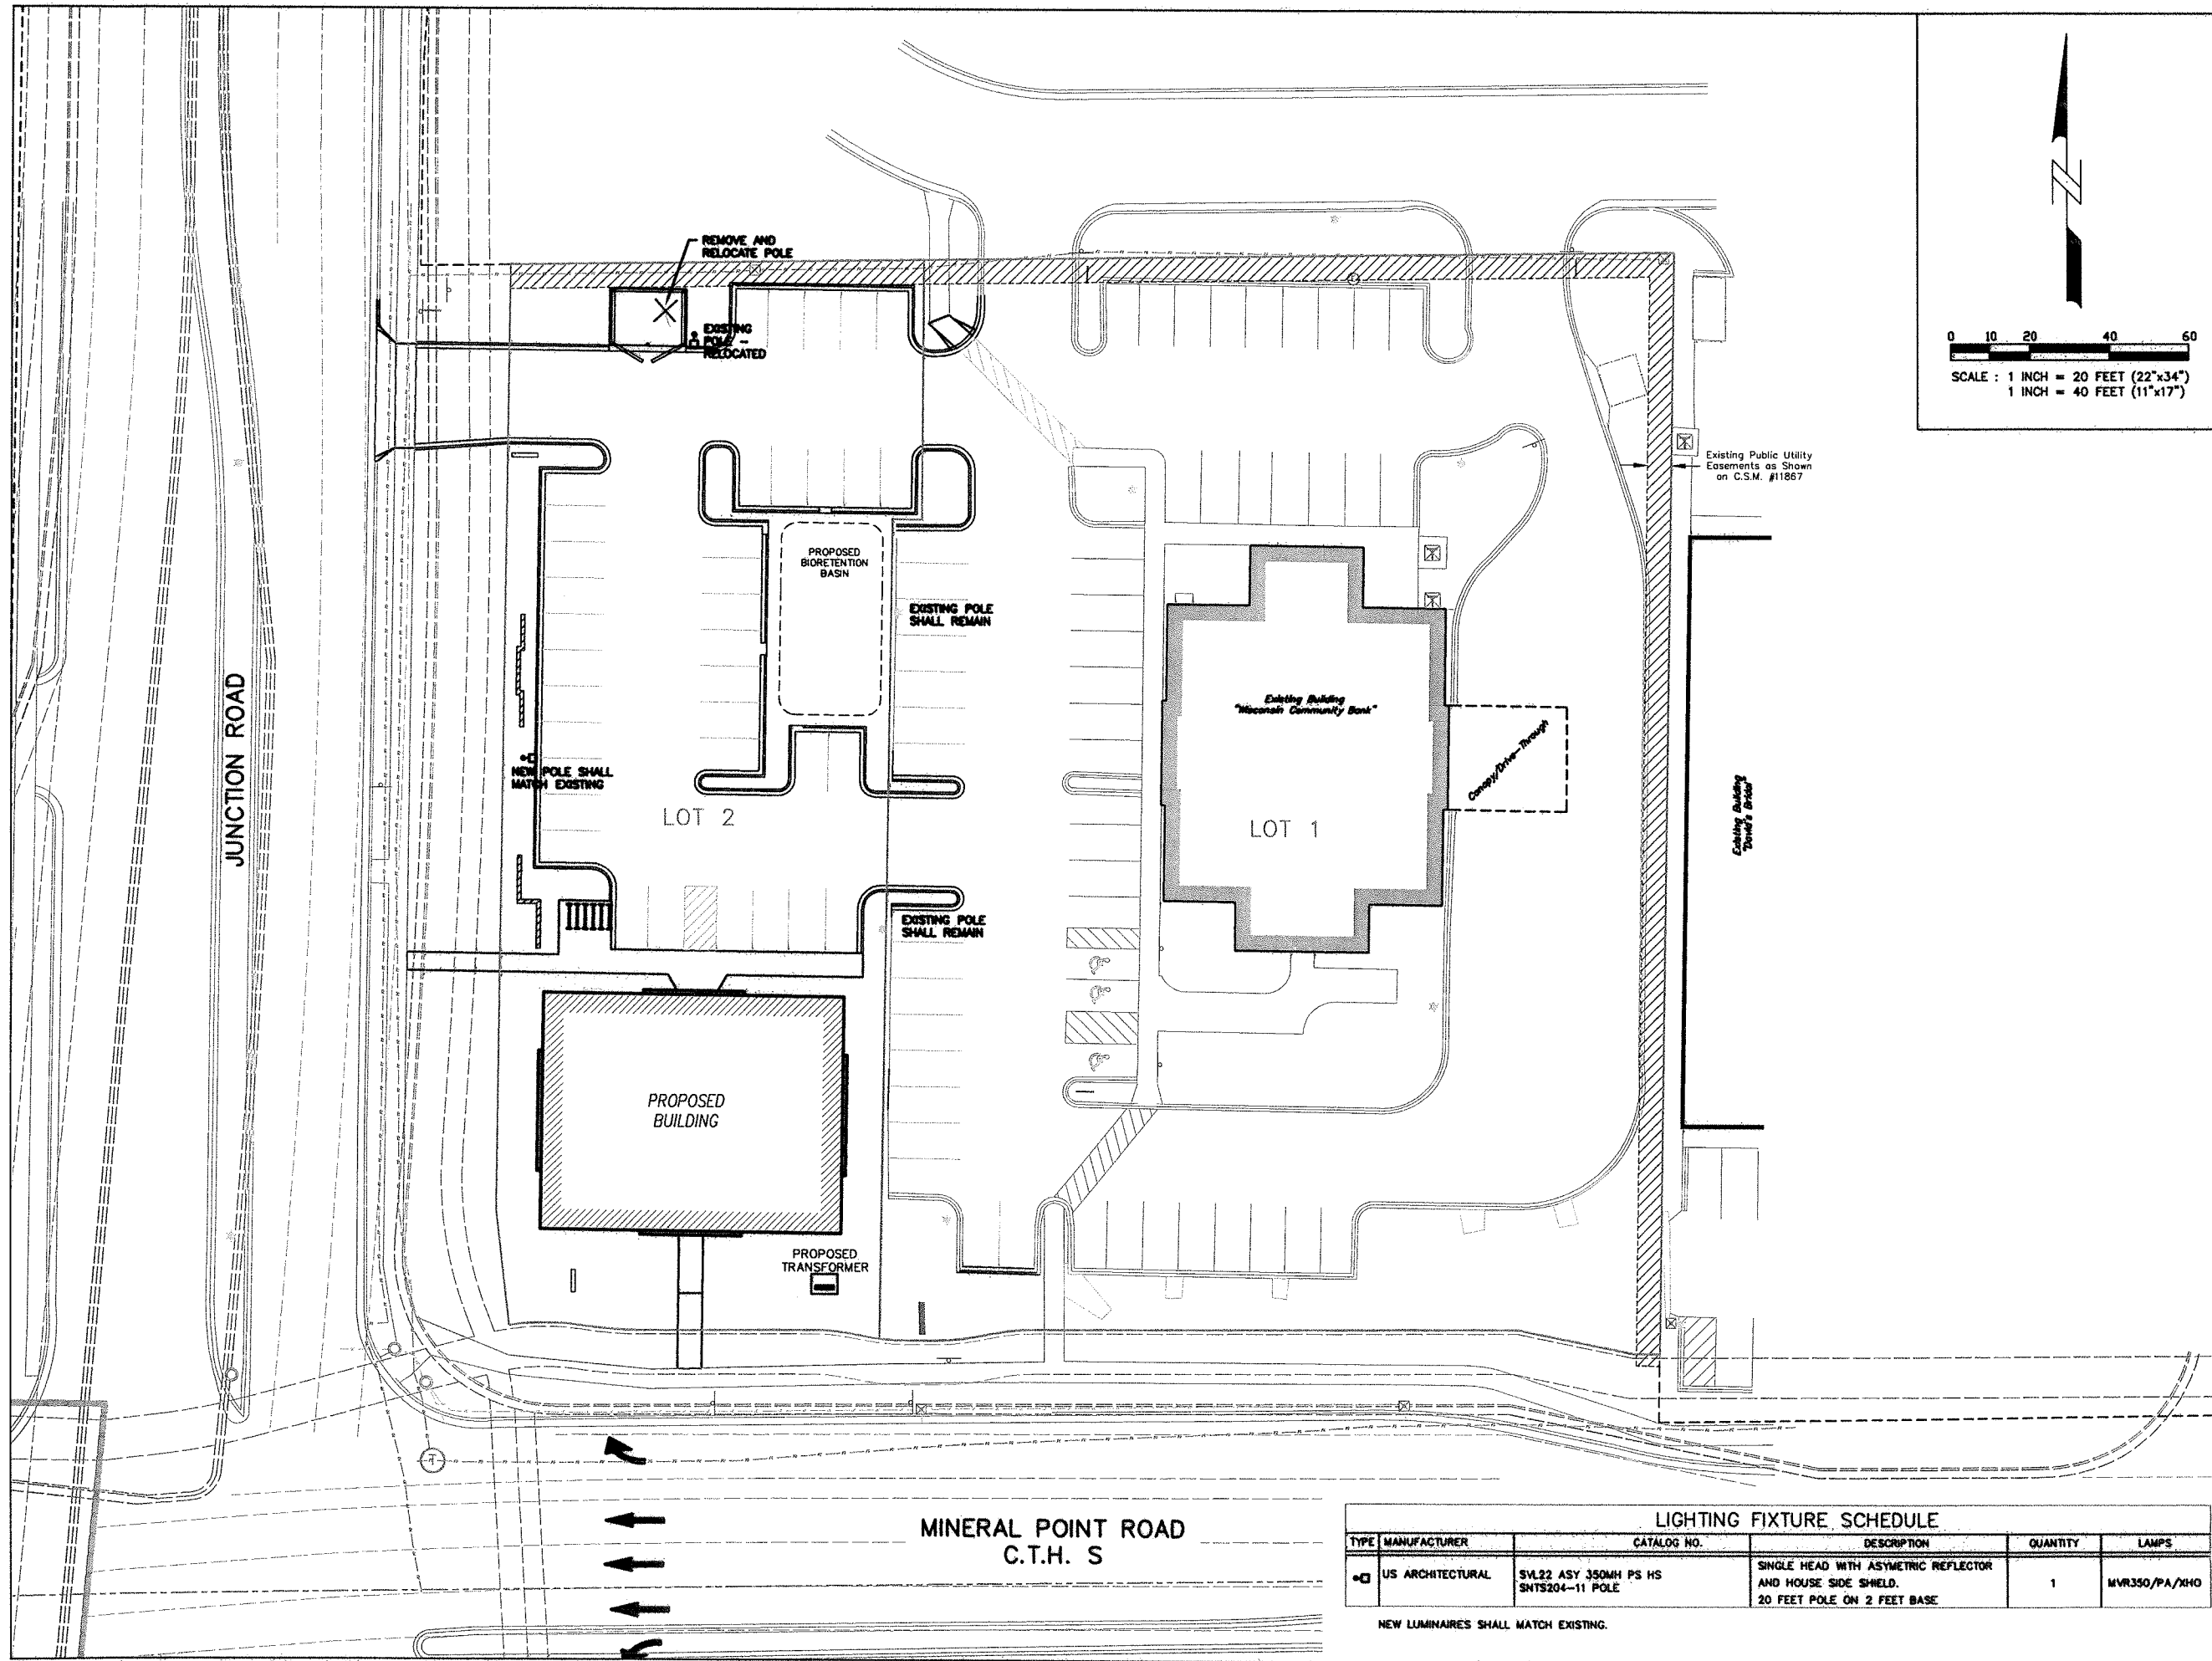 REMOVE AND
RELOCATE POLE
EXISTING
POLE –
RELOCATED
0 10 20 40 60
SCALE : 1 INCH = 20 FEET (22"x34")
1 INCH = 40 FEET (11"x17")
Existing Public Utility
Easements as Shown
on C.S.M. #11867
PROPOSED
BIORETENTION
BASIN
EXISTING POLE
SHALL REMAIN
Existing Building
"Wisconsin Community Bank"
Canopy/Drive-Through
JUNCTION ROAD
NEW POLE SHALL
MATCH EXISTING
LOT 2
LOT 1
Existing Building
"David's Bridal"
EXISTING POLE
SHALL REMAIN
PROPOSED
BUILDING
PROPOSED
TRANSFORMER
T
MINERAL POINT ROAD
C.T.H. S
LIGHTING FIXTURE SCHEDULE
TYPE MANUFACTURER CATALOG NO. DESCRIPTION QUANTITY LAMPS
US ARCHITECTURAL SVL22 ASY 350MH PS HS SINGLE HEAD WITH ASYMETRIC REFLECTOR
SNTS204-11 POLE AND HOUSE SIDE SHIELD. 1 MVR350/PA/XHO
20 FEET POLE ON 2 FEET BASE
NEW LUMINAIRES SHALL MATCH EXISTING.